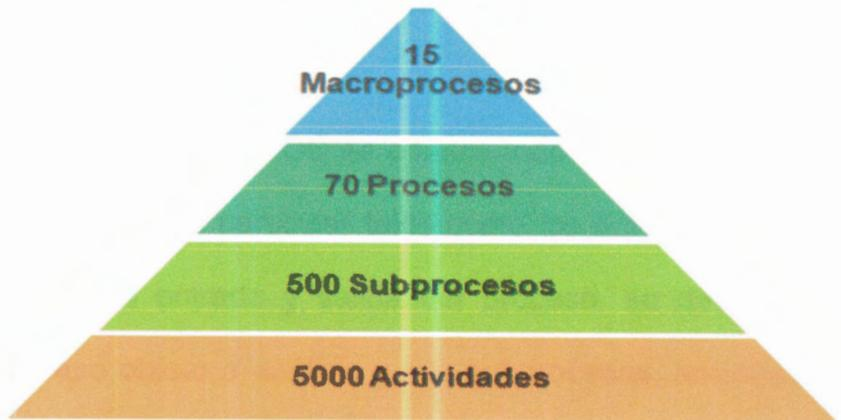 15
Macroprocesos
70 Procesos
500 Subprocesos
5000 Actividades